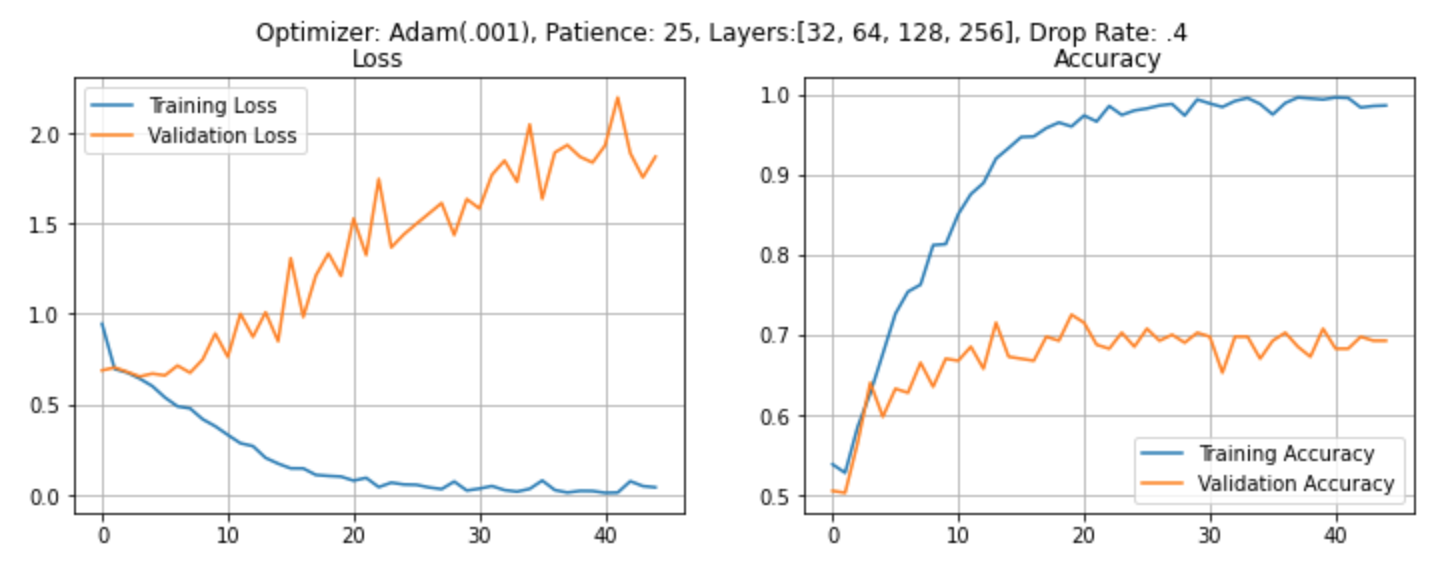 Optimizer: Adam(.001), Patience: 25, Layers:[32, 64, 128, 256], Drop Rate: .4
Loss
Training Loss
Validation Loss
2.0
1.5
1.0
0.5
0.0
0 10 20 30 40
Accuracy
1.0
0.9
0.8
0.7
0.6
0.5
Training Accuracy
Validation Accuracy
0 10 20 30 40